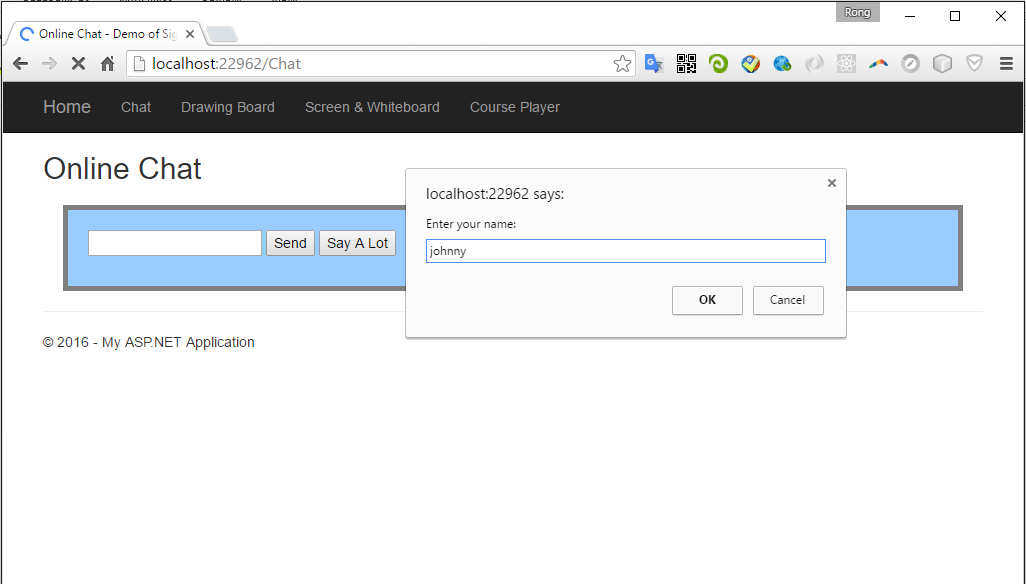 Rong
Online Chat - Demo of Sig
localhost:22962/Chat
Home Chat Drawing Board Screen & Whiteboard Course Player
Online Chat
Send Say A Lot
localhost:22962 says:
Enter your name:
johnny
OK Cancel
© 2016 - My ASP.NET Application